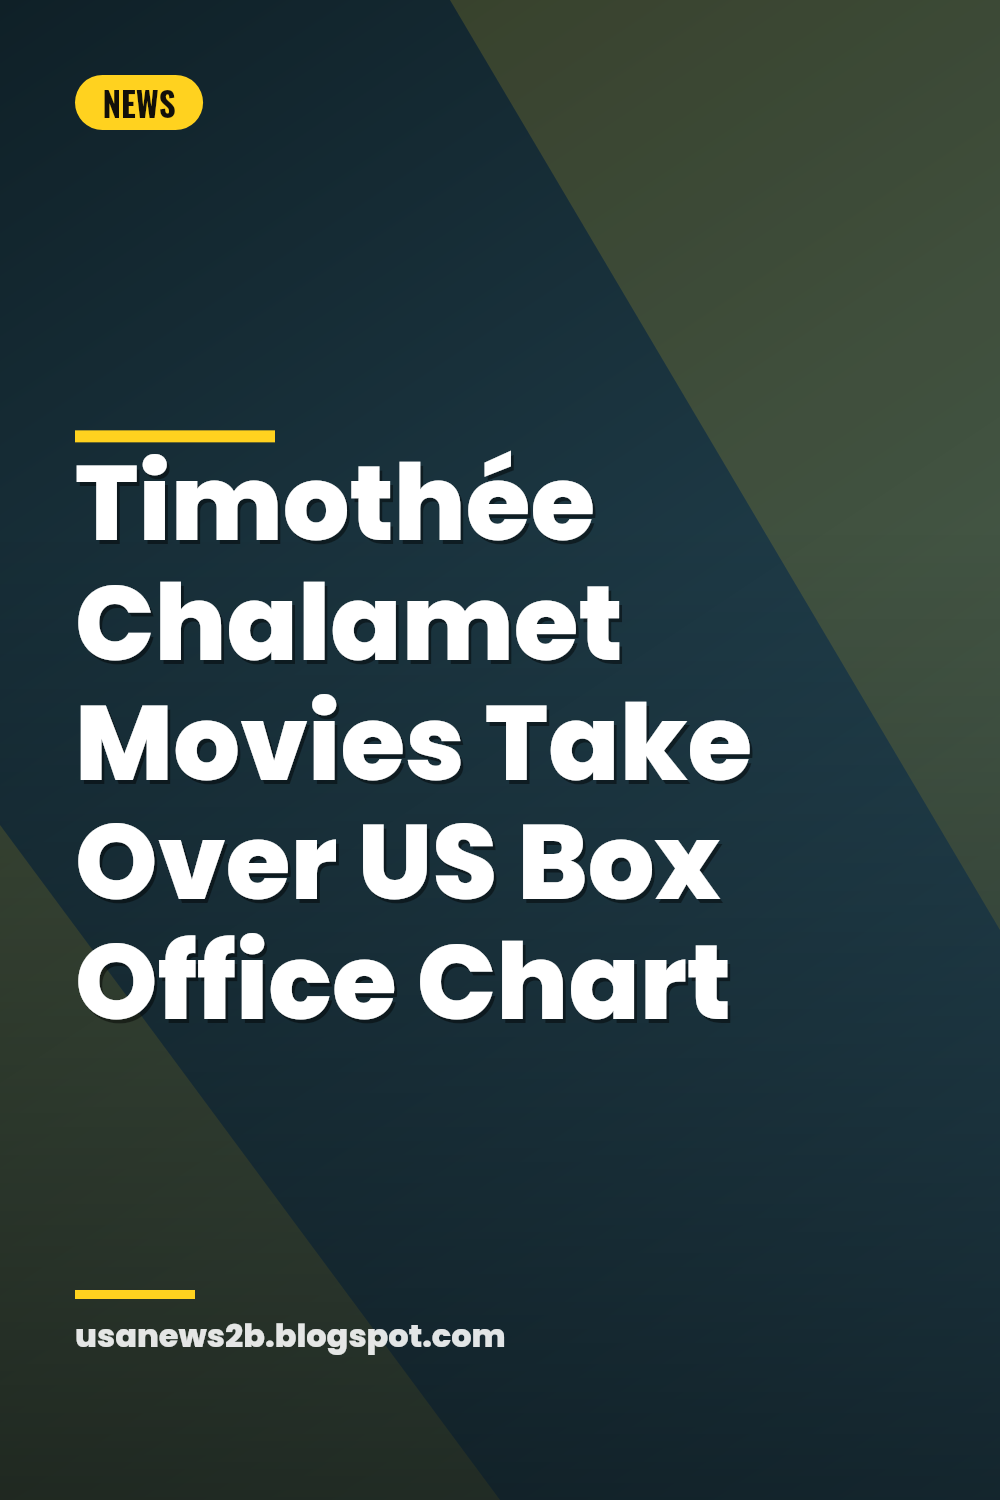 NEWS
Timothée
Chalamet
Movies Take
Over US Box
Office Chart
usanews2b.blogspot.com